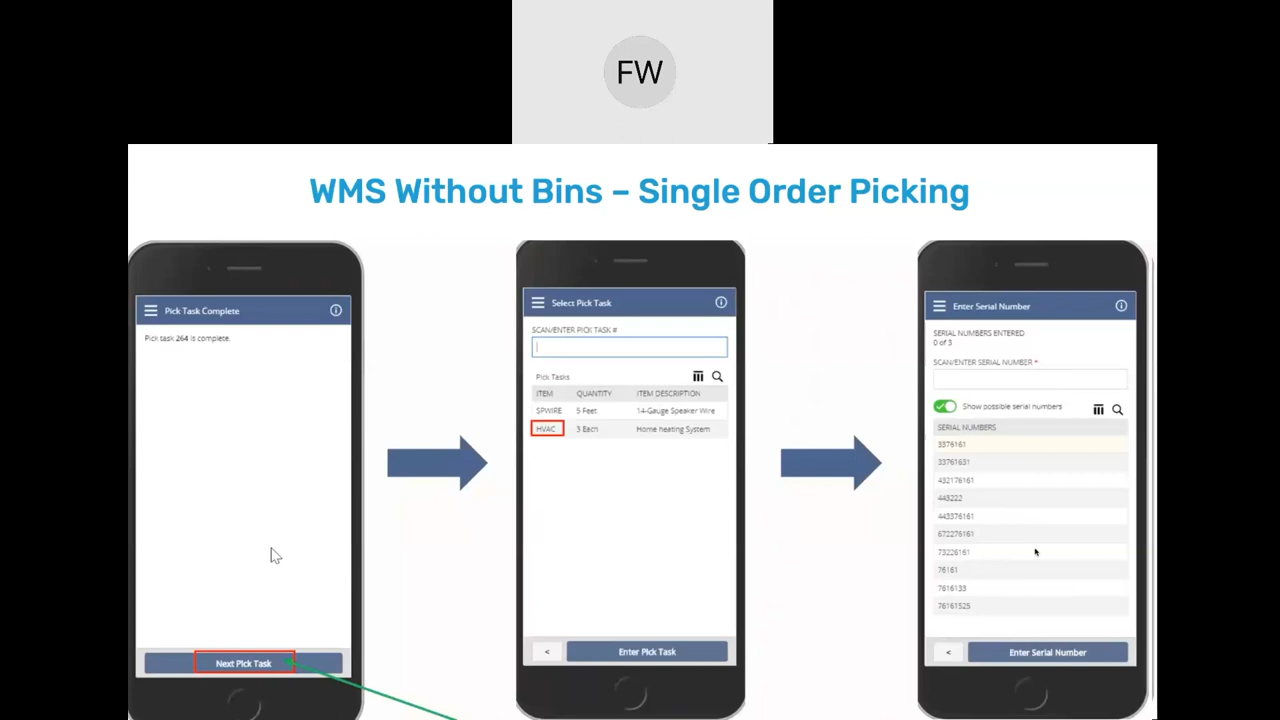 FW
WMS Without Bins – Single Order Picking
Pick Task Complete
Pick task 264 is complete.
Next Pick Task
Select Pick Task
SCAN/ENTER PICK TASK #
Pick Tasks
ITEM QUANTITY ITEM DESCRIPTION
SPWIRE 5 Feet 14-Gauge Speaker Wire
HVAC 3 Each Home heating System
< Enter Pick Task
Enter Serial Number
SERIAL NUMBERS ENTERED
0 of 3
SCAN/ENTER SERIAL NUMBER *
Show possible serial numbers
SERIAL NUMBERS
3376161
33761631
432176161
443222
443376161
672276161
73226161
76161
7616133
76161525
< Enter Serial Number